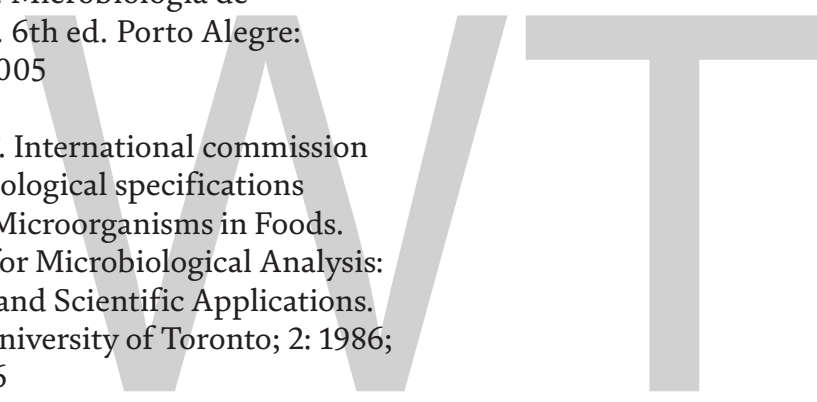 Microbiologia de
. 6th ed. Porto Alegre:
005
. International commission
ological specifications
Microorganisms in Foods.
for Microbiological Analysis:
and Scientific Applications.
niversity of Toronto; 2: 1986;
6
WT